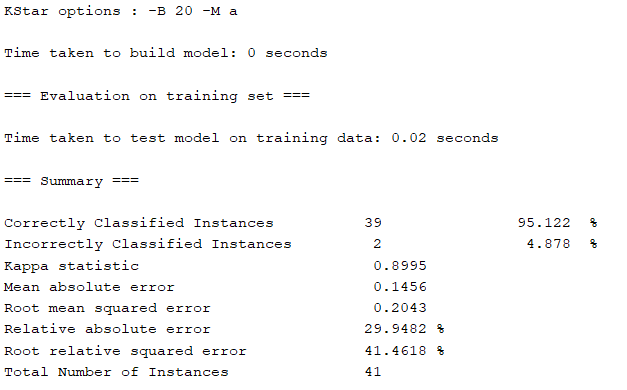 KStar options : -B 20 -M a
Time taken to build model: 0 seconds
=== Evaluation on training set ===
Time taken to test model on training data: 0.02 seconds
=== Summary ===
Correctly Classified Instances 39 95.122 %
Incorrectly Classified Instances 2 4.878 %
Kappa statistic 0.8995
Mean absolute error 0.1456
Root mean squared error 0.2043
Relative absolute error 29.9482 %
Root relative squared error 41.4618 %
Total Number of Instances 41